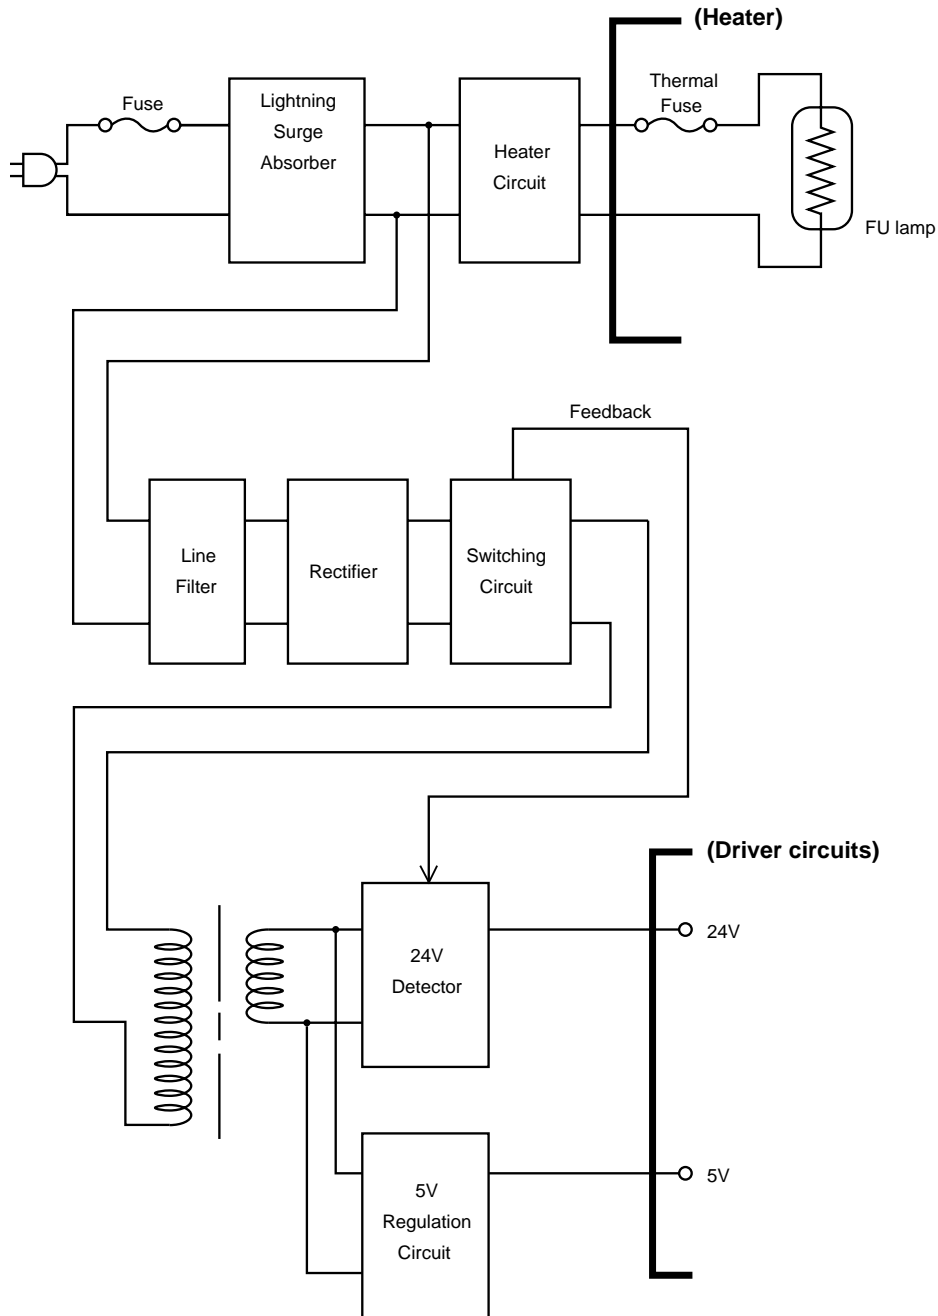 (Heater)
Fuse
Lightning
Surge
Absorber
Heater
Circuit
Thermal
Fuse
FU lamp
Feedback
Line
Filter
Rectifier
Switching
Circuit
(Driver circuits)
24V
Detector
24V
5V
Regulation
Circuit
5V